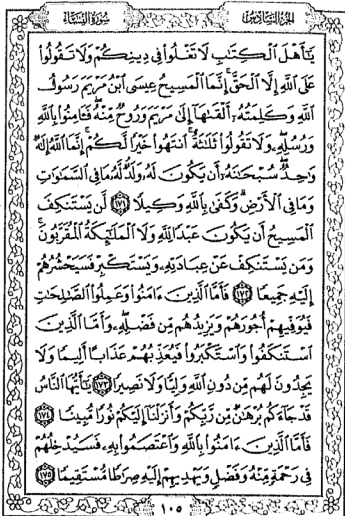 الجزء السادس سورة النساء
يَٰٓأَهْلَ ٱلْكِتَٰبِ لَا تَغْلُوا۟ فِى دِينِكُمْ وَلَا تَقُولُوا۟
عَلَى ٱللَّهِ إِلَّا ٱلْحَقَّ ۚ إِنَّمَا ٱلْمَسِيحُ عِيسَى ٱبْنُ مَرْيَمَ رَسُولُ
ٱللَّهِ وَكَلِمَتُهُۥٓ أَلْقَىٰهَآ إِلَىٰ مَرْيَمَ وَرُوحٌ مِّنْهُ ۖ فَـَٔامِنُوا۟ بِٱللَّهِ
وَرُسُلِهِۦ ۖ وَلَا تَقُولُوا۟ ثَلَٰثَةٌ ۚ ٱنتَهُوا۟ خَيْرًا لَّكُمْ ۚ إِنَّمَا ٱللَّهُ إِلَٰهٌ
وَٰحِدٌ ۖ سُبْحَٰنَهُۥٓ أَن يَكُونَ لَهُۥ وَلَدٌ ۘ لَّهُۥ مَا فِى ٱلسَّمَٰوَٰتِ
وَمَا فِى ٱلْأَرْضِ ۗ وَكَفَىٰ بِٱللَّهِ وَكِيلًا ١٧١ لَّن يَسْتَنكِفَ
ٱلْمَسِيحُ أَن يَكُونَ عَبْدًا لِّلَّهِ وَلَا ٱلْمَلَٰٓئِكَةُ ٱلْمُقَرَّبُونَ ۚ
وَمَن يَسْتَنكِفْ عَنْ عِبَادَتِهِۦ وَيَسْتَكْبِرْ فَسَيَحْشُرُهُمْ
إِلَيْهِ جَمِيعًا ١٧٢ فَأَمَّا ٱلَّذِينَ ءَامَنُوا۟ وَعَمِلُوا۟ ٱلصَّٰلِحَٰتِ
فَيُوَفِّيهِمْ أُجُورَهُمْ وَيَزِيدُهُم مِّن فَضْلِهِۦ ۖ وَأَمَّا ٱلَّذِينَ
ٱسْتَنكَفُوا۟ وَٱسْتَكْبَرُوا۟ فَيُعَذِّبُهُمْ عَذَابًا أَلِيمًا وَلَا
يَجِدُونَ لَهُم مِّن دُونِ ٱللَّهِ وَلِيًّا وَلَا نَصِيرًا ١٧٣ يَٰٓأَيُّهَا ٱلنَّاسُ
قَدْ جَآءَكُم بُرْهَٰنٌ مِّن رَّبِّكُمْ وَأَنزَلْنَآ إِلَيْكُمْ نُورًا مُّبِينًا ١٧٤
فَأَمَّا ٱلَّذِينَ ءَامَنُوا۟ بِٱللَّهِ وَٱعْتَصَمُوا۟ بِهِۦ فَسَيُدْخِلُهُمْ
فِى رَحْمَةٍ مِّنْهُ وَفَضْلٍ وَيَهْدِيهِمْ إِلَيْهِ صِرَٰطًا مُّسْتَقِيمًا ١٧٥
١٠٥